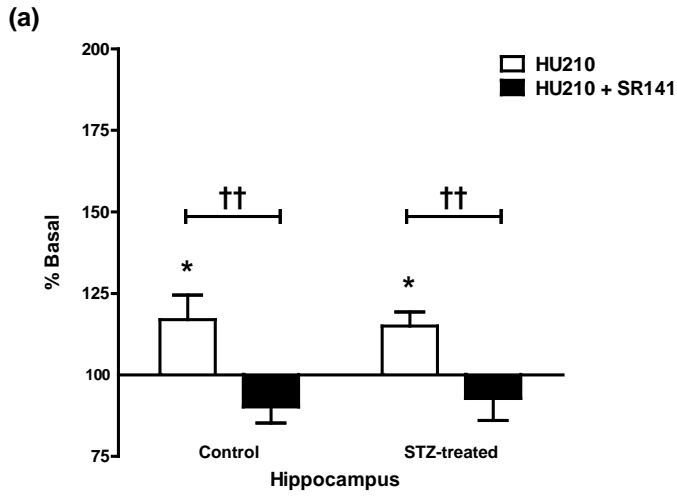 (a)
200
175
150
125
100
75
% Basal
HU210
HU210 + SR141
††
††
*
*
Control
STZ-treated
Hippocampus